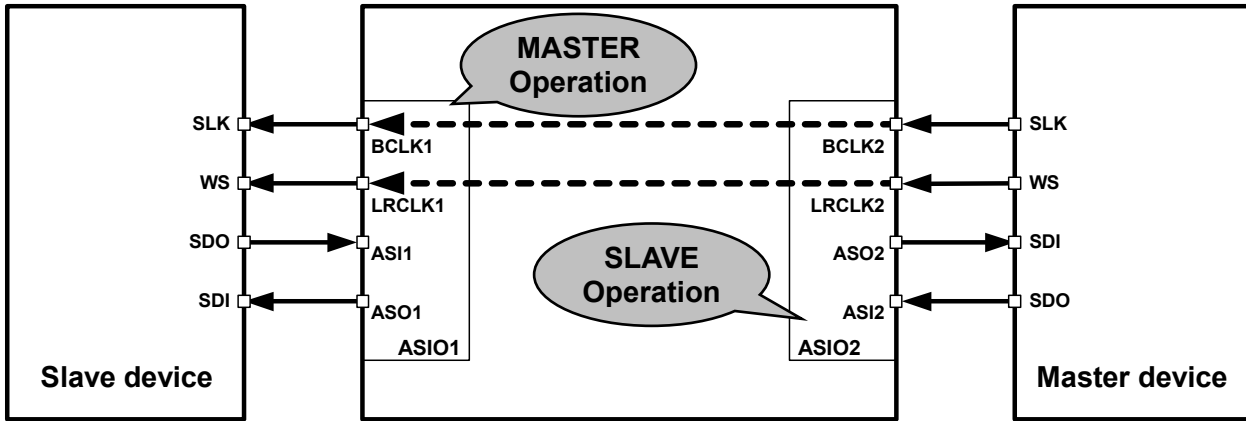 MASTER
Operation
SLK
BCLK1
BCLK2
SLK
WS
LRCLK1
LRCLK2
WS
SDO
ASI1
SLAVE
Operation
ASO2
SDI
SDI
ASO1
ASI2
SDO
ASIO1
ASIO2
Slave device
Master device